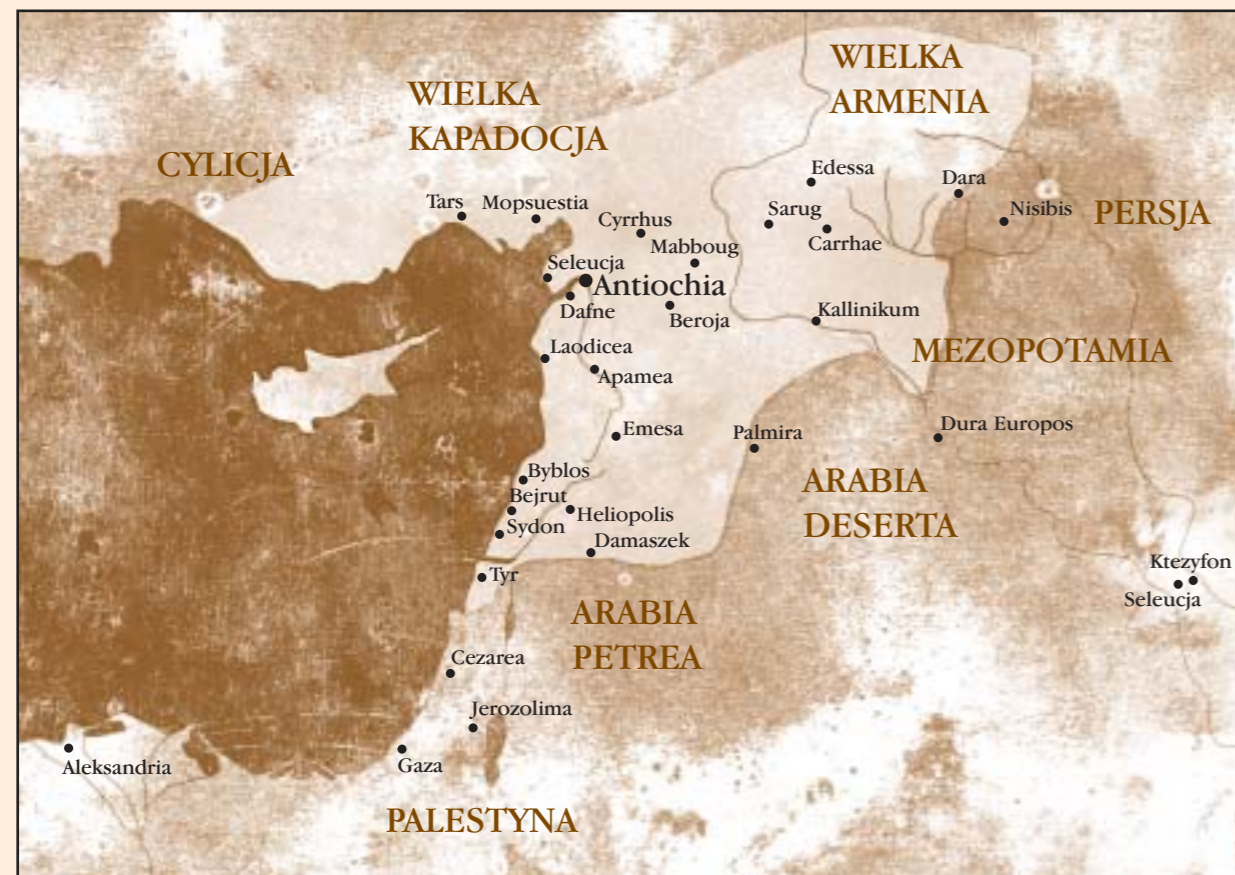 WIELKA
ARMENIA
WIELKA
KAPADOCJA
CYLICJA
Edessa
Dara
Tars
Mopsuestia
Sarug
Nisibis
PERSJA
Cyrrhus
Carrhae
Mabboug
Seleucja
Antiochia
Dafne
Beroja
Kallinikum
Laodicea
MEZOPOTAMIA
Apamea
Emesa
Palmira
Dura Europos
Byblos
ARABIA
DESERTA
Bejrut
Heliopolis
Sydon
Damaszek
Ktezyfon
Tyr
Seleucja
ARABIA
PETREA
Cezarea
Jerozolima
Aleksandria
Gaza
PALESTYNA